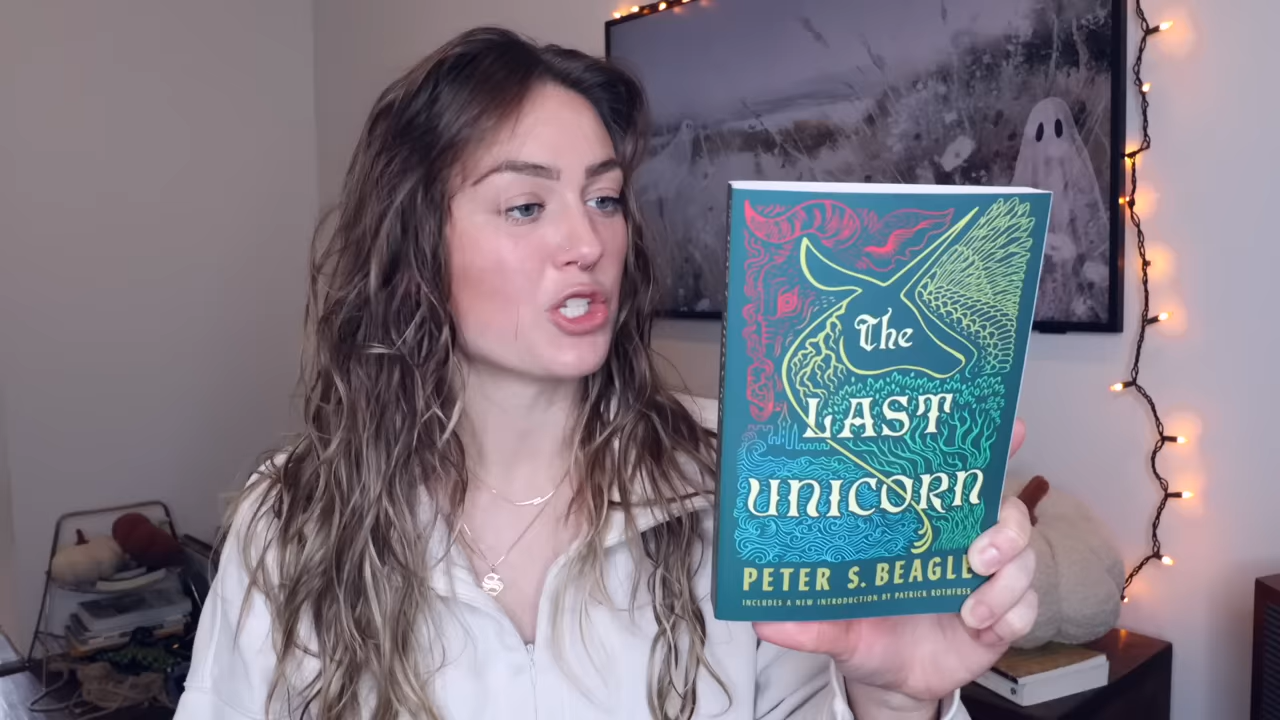 The
LAST
UNICORN
PETER S. BEAGLE
INCLUDES A NEW INTRODUCTION BY PATRICK ROTHFUSS
S